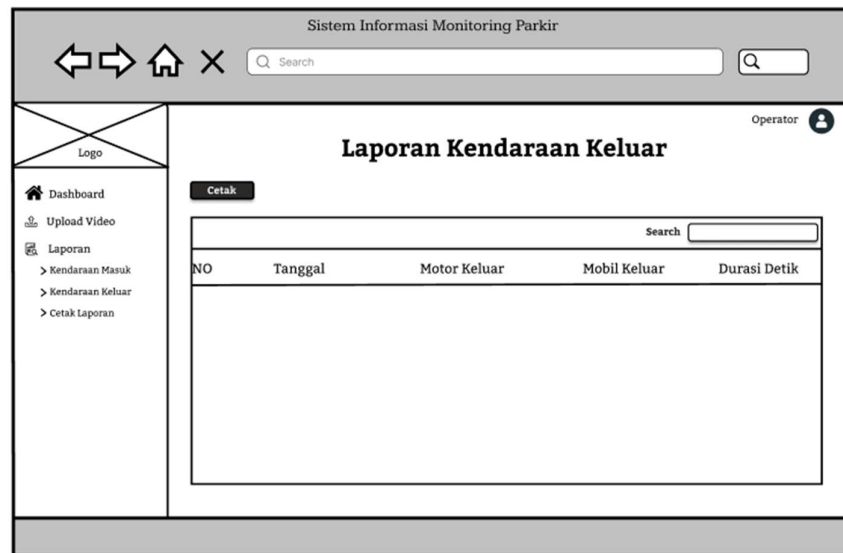 Sistem Informasi Monitoring Parkir
Search
Operator
Logo
Laporan Kendaraan Keluar
Dashboard
Cetak
Upload Video
Laporan
Kendaraan Masuk
Kendaraan Keluar
Cetak Laporan
Search
NO Tanggal Motor Keluar Mobil Keluar Durasi Detik